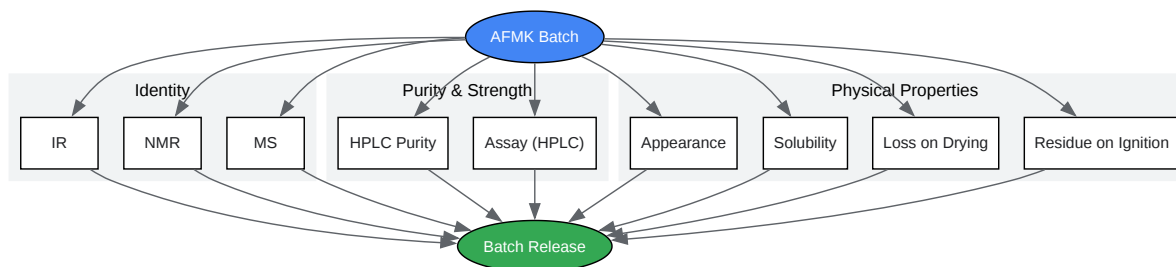 AFMK Batch
Identity
Purity & Strength
Physical Properties
IR
NMR
MS
HPLC Purity
Assay (HPLC)
Appearance
Solubility
Loss on Drying
Residue on Ignition
Batch Release